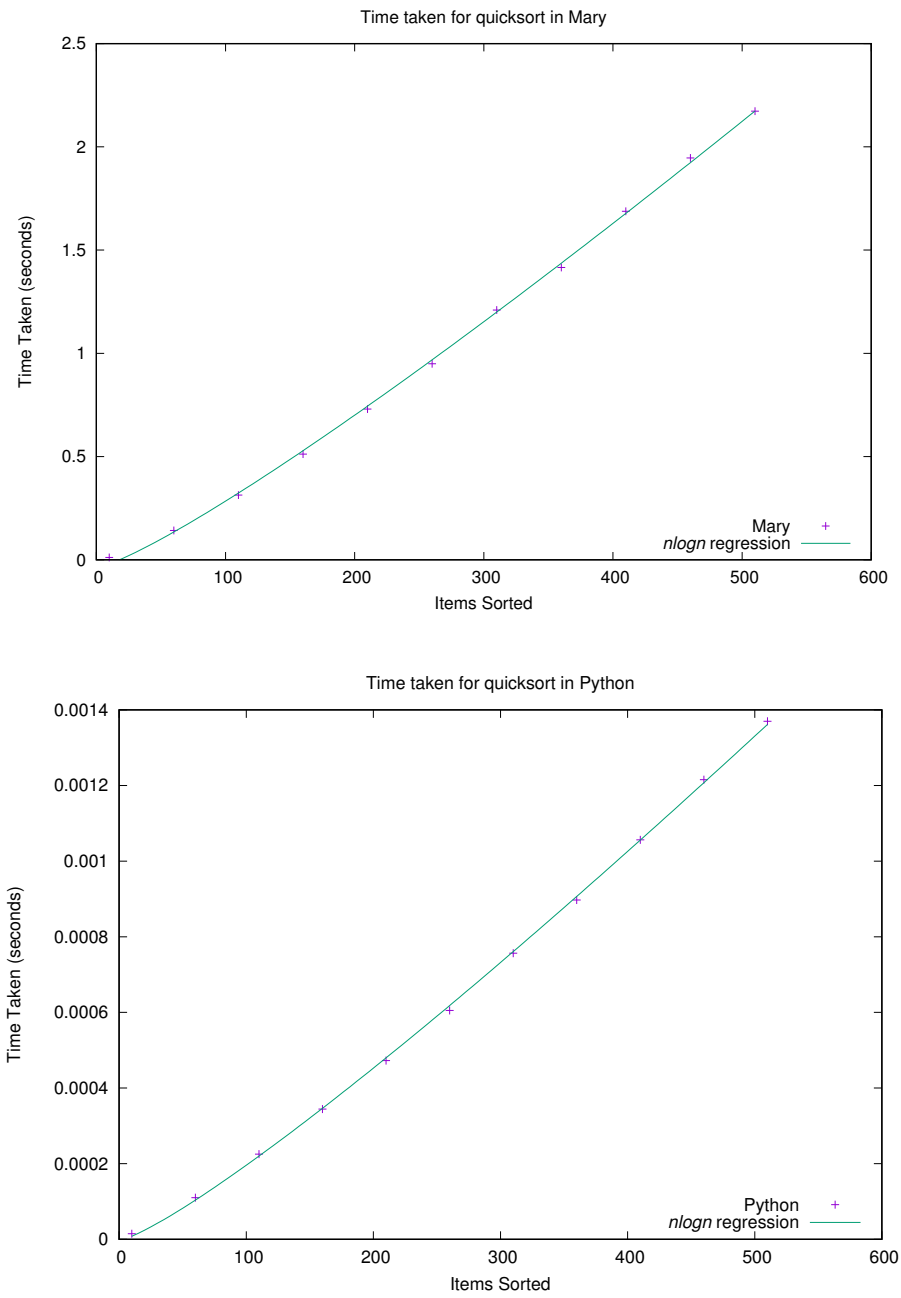 Time taken for quicksort in Mary
2.5
2
1.5
1
0.5
0
Time Taken (seconds)
Mary
nlogn regression
0 100 200 300 400 500 600
Items Sorted
Time taken for quicksort in Python
0.0014
0.0012
0.001
0.0008
0.0006
0.0004
0.0002
0
Time Taken (seconds)
Python
nlogn regression
0 100 200 300 400 500 600
Items Sorted